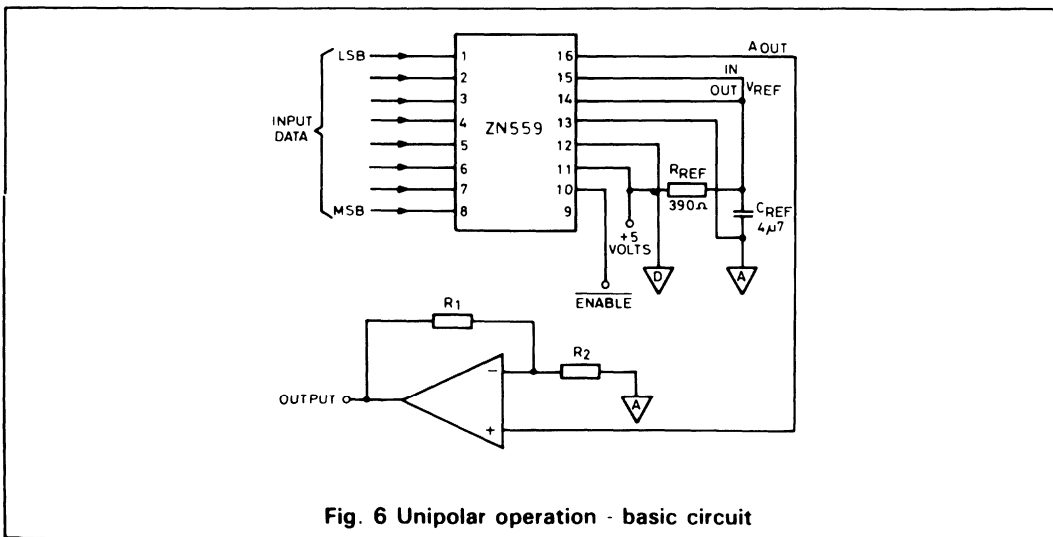 LSB
INPUT
DATA
MSB
1
2
3
4
5
6
7
8
ZN559
16
15
14
13
12
11
10
9
A OUT
IN
OUT VREF
RREF
390Ω
CREF
4μ7
+5
VOLTS
ENABLE
D
A
R1
R2
A
OUTPUT
-
+
Fig. 6 Unipolar operation - basic circuit